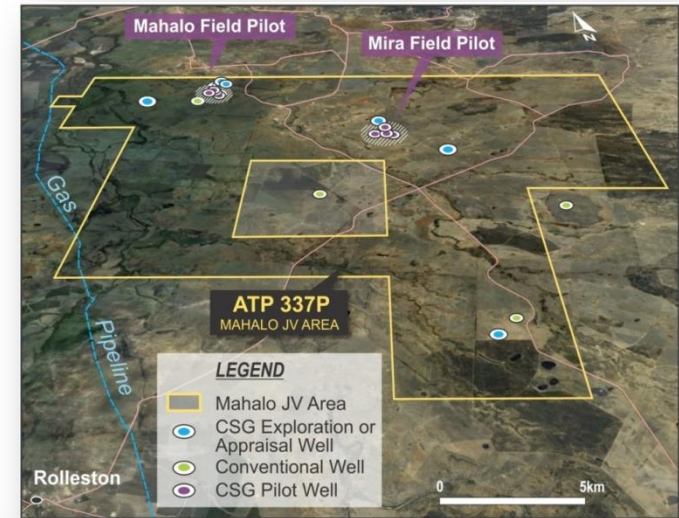 Mahalo Field Pilot
Mira Field Pilot
N
Gas
Pipeline
ATP 337P
MAHALO JV AREA
LEGEND
Mahalo JV Area
CSG Exploration or
Appraisal Well
Conventional Well
CSG Pilot Well
Rolleston
0 5km